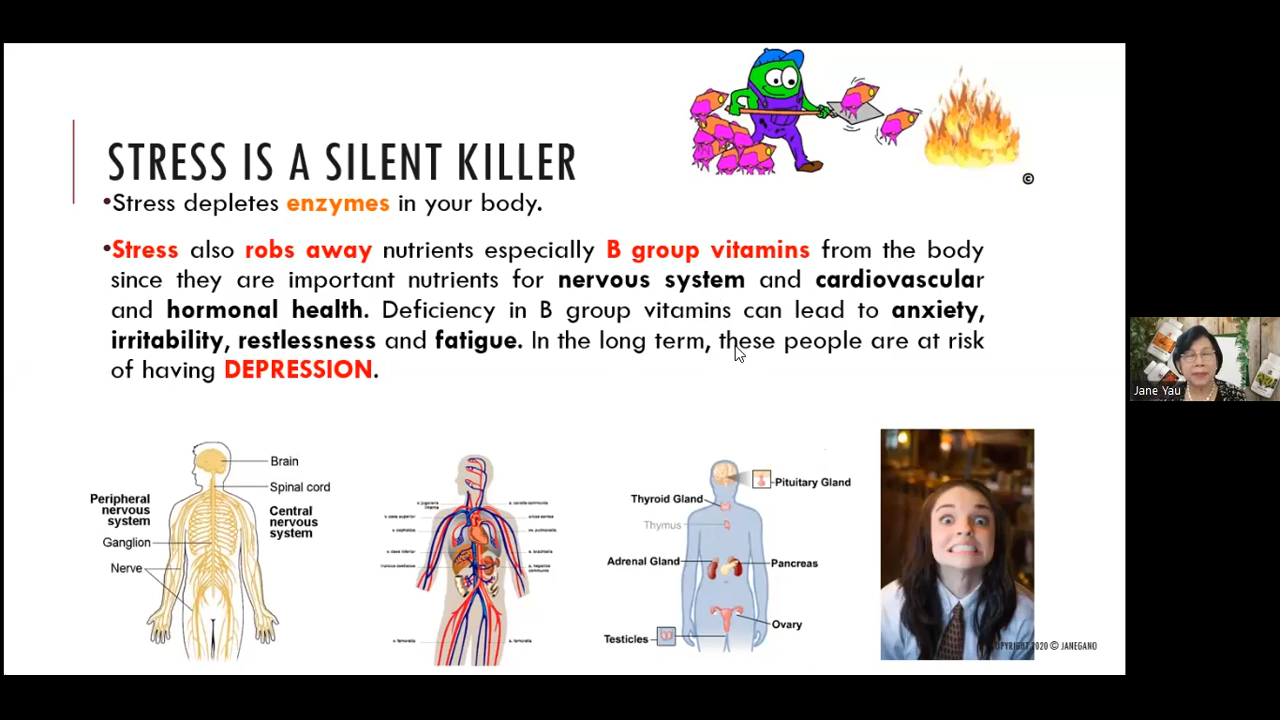 ©
STRESS IS A SILENT KILLER
•Stress depletes enzymes in your body.
•Stress also robs away nutrients especially B group vitamins from the body
since they are important nutrients for nervous system and cardiovascular
and hormonal health. Deficiency in B group vitamins can lead to anxiety,
irritability, restlessness and fatigue. In the long term, these people are at risk
of having DEPRESSION.
Brain
Spinal cord
Peripheral
nervous
system
Central
nervous
system
Ganglion
Nerve
Pituitary Gland
Thyroid Gland
Thymus
Adrenal Gland
Pancreas
Ovary
Testicles
2020 © JANEGANO
Jane Yau